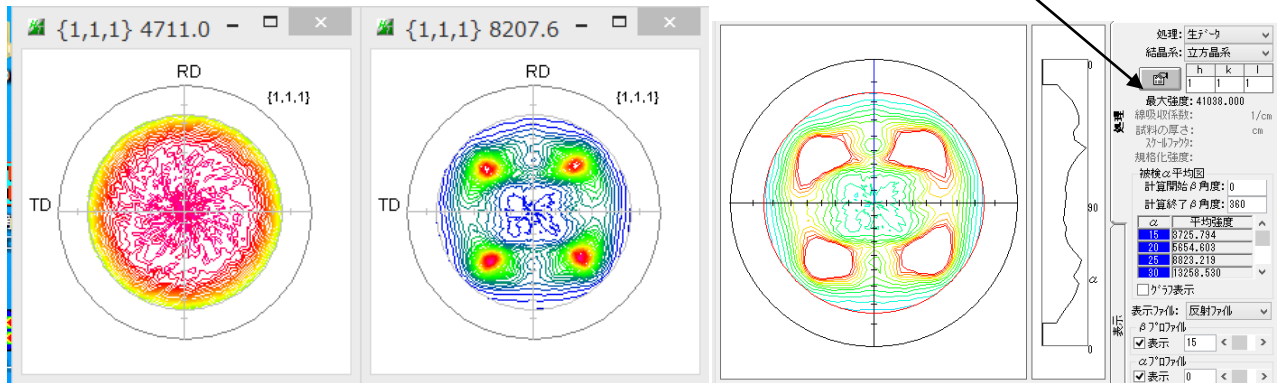 {1,1,1} 4711.0
RD
{1,1,1}
TD
{1,1,1} 8207.6
RD
{1,1,1}
TD
0
90
α
0
処理
表示
処理: 生データ
結晶系: 立方晶系
h k l
1 1 1
最大強度: 41038.000
線吸収係数: 1/cm
試料の厚さ: cm
スケールファクタ:
規格化強度:
被検α平均図
計算開始β角度: 0
計算終了β角度: 360
α 平均強度
15 3725.794
20 5654.603
25 8823.219
30 13258.530
グラフ表示
表示ファイル: 反射ファイル
βプロファイル
表示 15
αプロファイル
表示 0